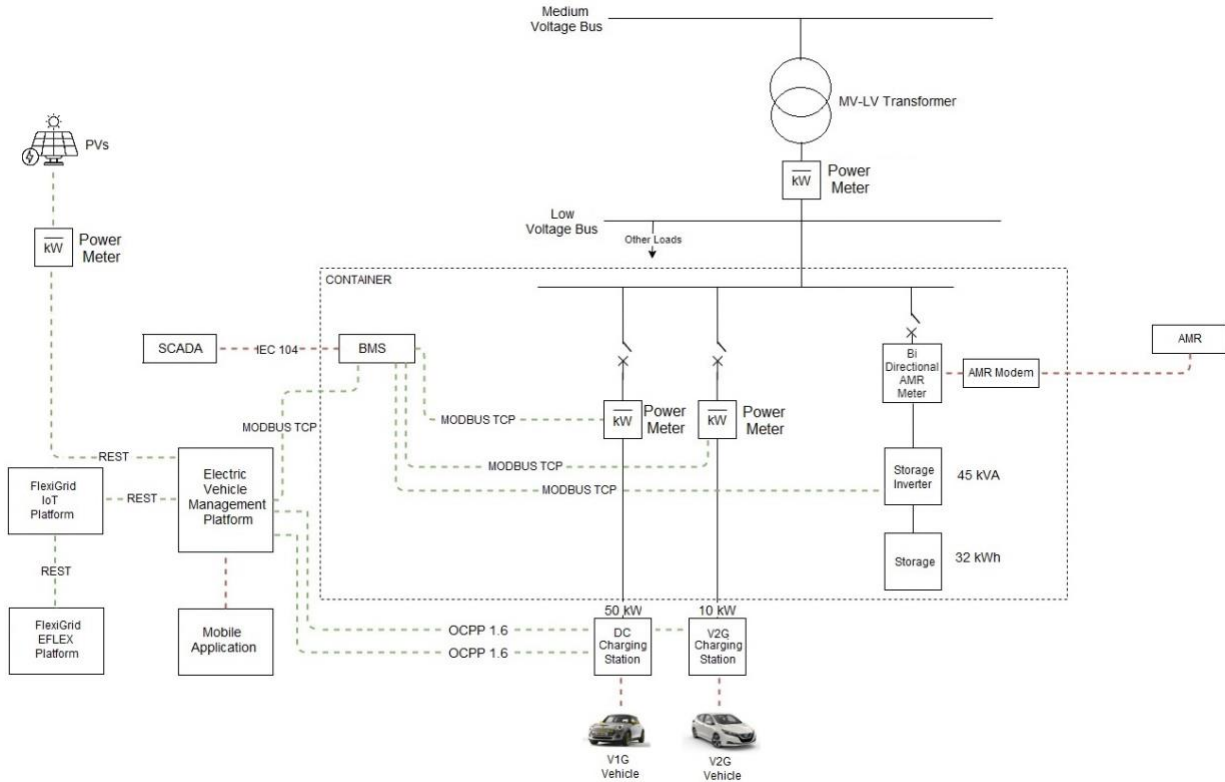 Medium
Voltage Bus
MV-LV Transformer
PVs
kW
Power
Meter
Low
Voltage Bus
Other Loads
kW
Power
Meter
CONTAINER
SCADA
IEC 104
BMS
Bi
Directional
AMR
Meter
AMR Modem
AMR
MODBUS TCP
kW
Power
Meter
kW
Power
Meter
MODBUS TCP
REST
MODBUS TCP
MODBUS TCP
Storage
Inverter
45 kVA
FlexiGrid
IoT
Platform
REST
Electric
Vehicle
Management
Platform
REST
Storage
32 kWh
FlexiGrid
EFLEX
Platform
Mobile
Application
50 kW
10 kW
OCPP 1.6
OCPP 1.6
DC
Charging
Station
V2G
Charging
Station
V1G
Vehicle
V2G
Vehicle